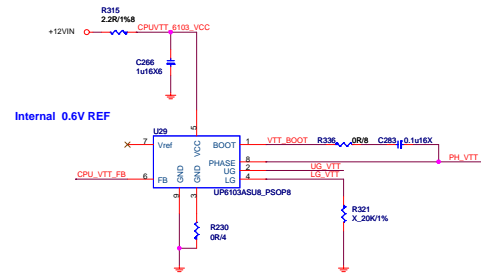 R315
2.2R/1%8
+12VIN
CPUVTT_6103_VCC
C266
1u16X6
Internal 0.6V REF
U29
5
7
Vref
VCC
BOOT
1
VTT_BOOT
R336
0R/8
C283
0.1u16X
PHASE
8
PH_VTT
UG
2
UG_VTT
CPU_VTT_FB
6
FB
GND
GND
LG
4
LG_VTT
9
3
UP6103ASU8_PSOP8
R230
0R/4
R321
X_20K/1%